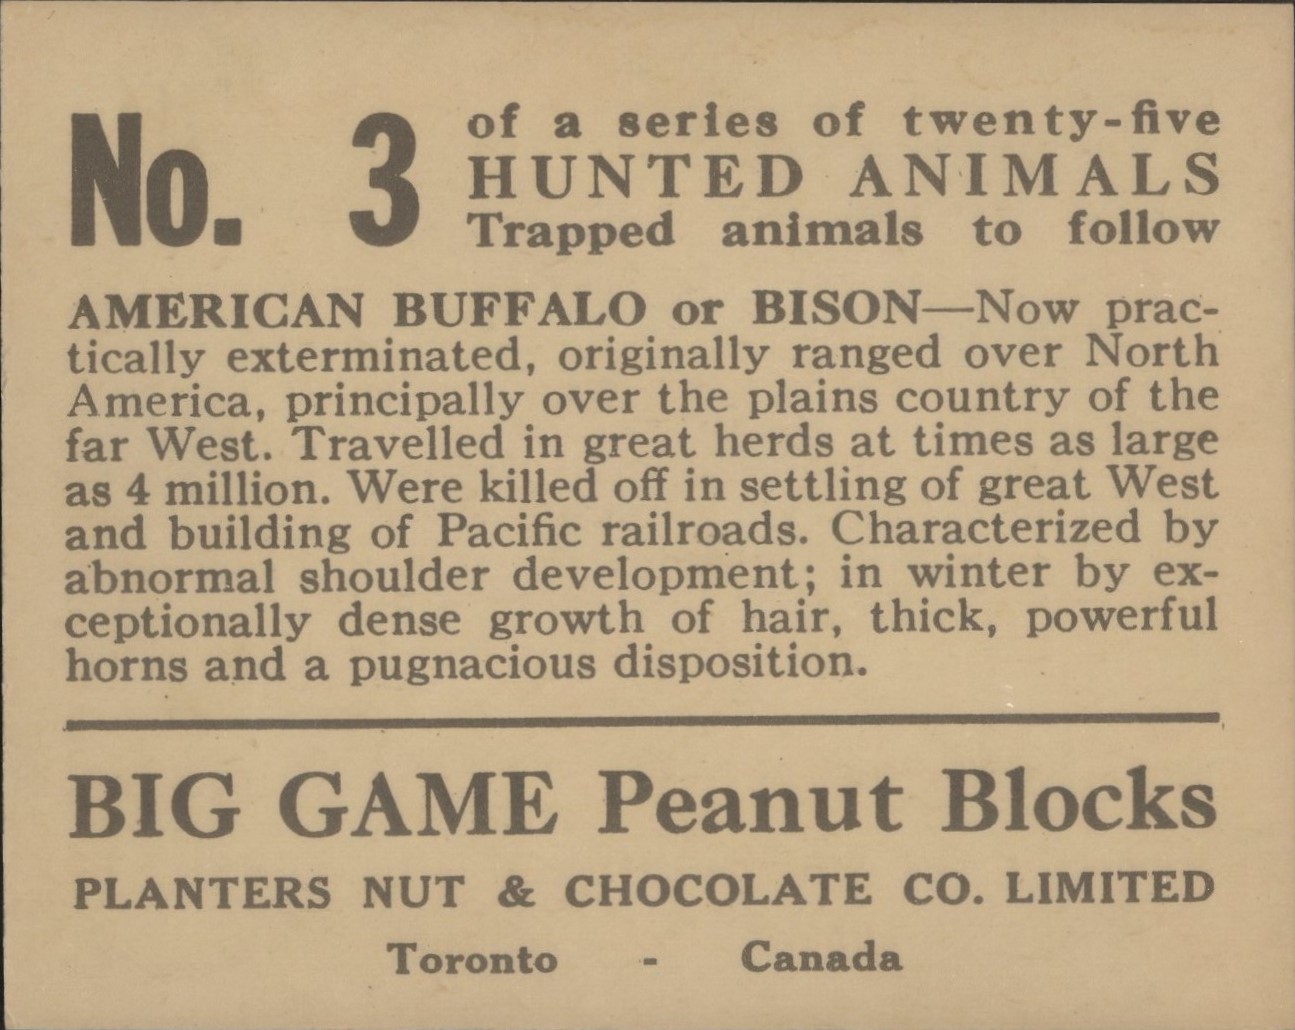 No. 3
of a series of twenty-five
HUNTED ANIMALS
Trapped animals to follow
AMERICAN BUFFALO or BISON—Now prac-
tically exterminated, originally ranged over North
America, principally over the plains country of the
far West. Travelled in great herds at times as large
as 4 million. Were killed off in settling of great West
and building of Pacific railroads. Characterized by
abnormal shoulder development; in winter by ex-
ceptionally dense growth of hair, thick, powerful
horns and a pugnacious disposition.
BIG GAME Peanut Blocks
PLANTERS NUT & CHOCOLATE CO. LIMITED
Toronto - Canada